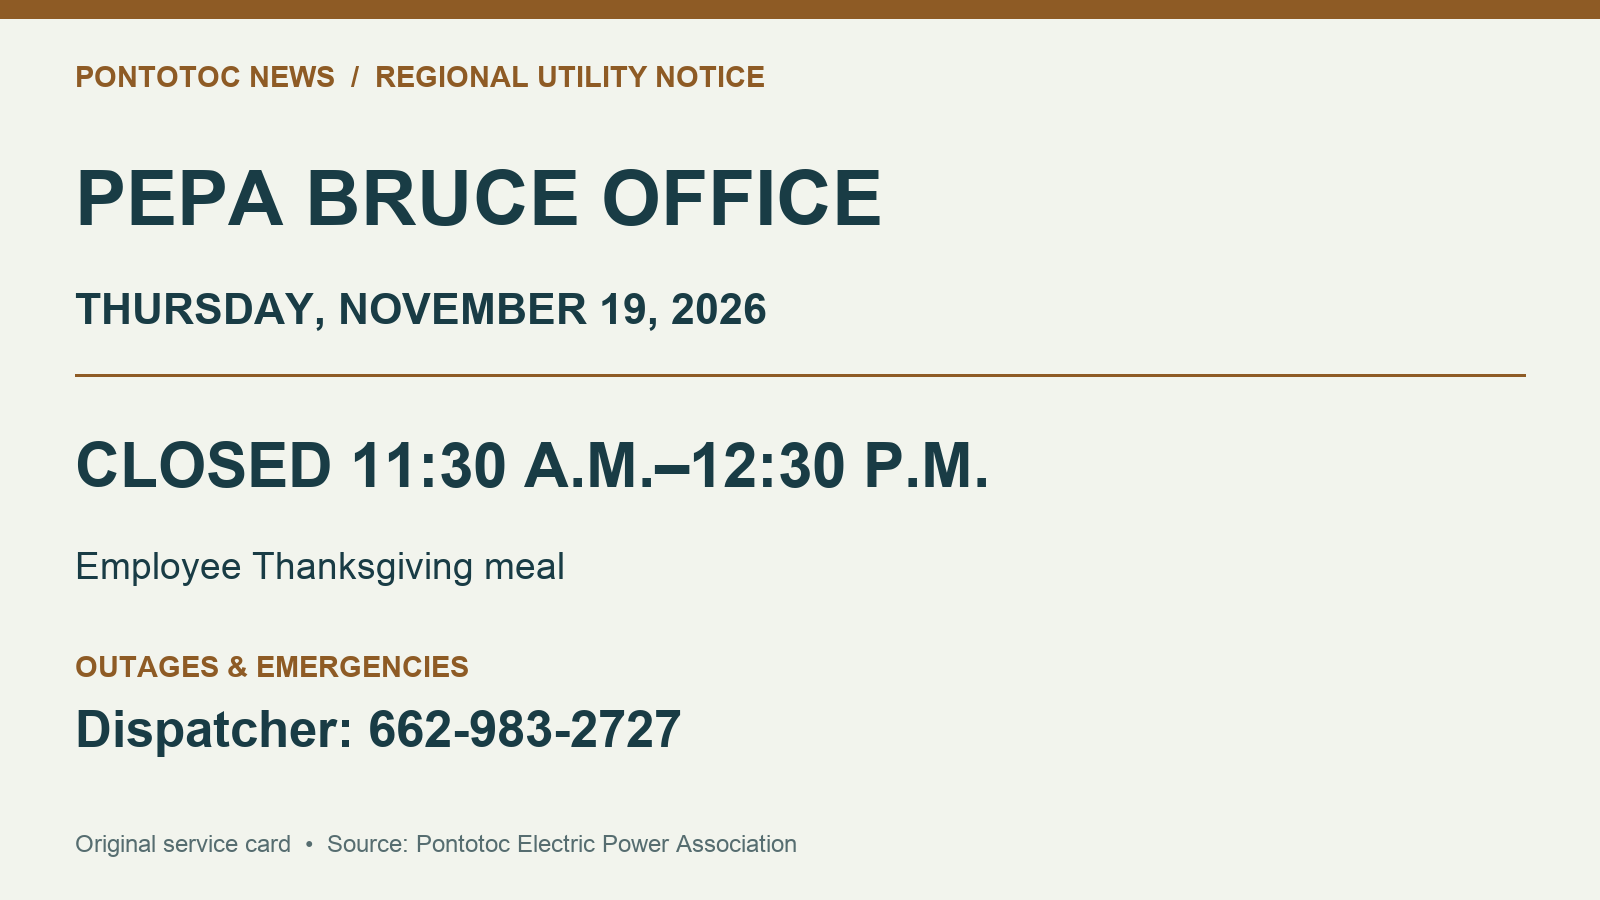 PONTOTOC NEWS / REGIONAL UTILITY NOTICE
PEPA BRUCE OFFICE
THURSDAY, NOVEMBER 19, 2026
CLOSED 11:30 A.M.–12:30 P.M.
Employee Thanksgiving meal
OUTAGES & EMERGENCIES
Dispatcher: 662-983-2727
Original service card • Source: Pontotoc Electric Power Association